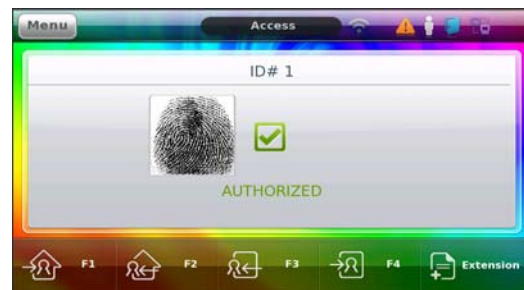 Menu
Access
ID# 1
AUTHORIZED
F1 F2 F3 F4 Extension